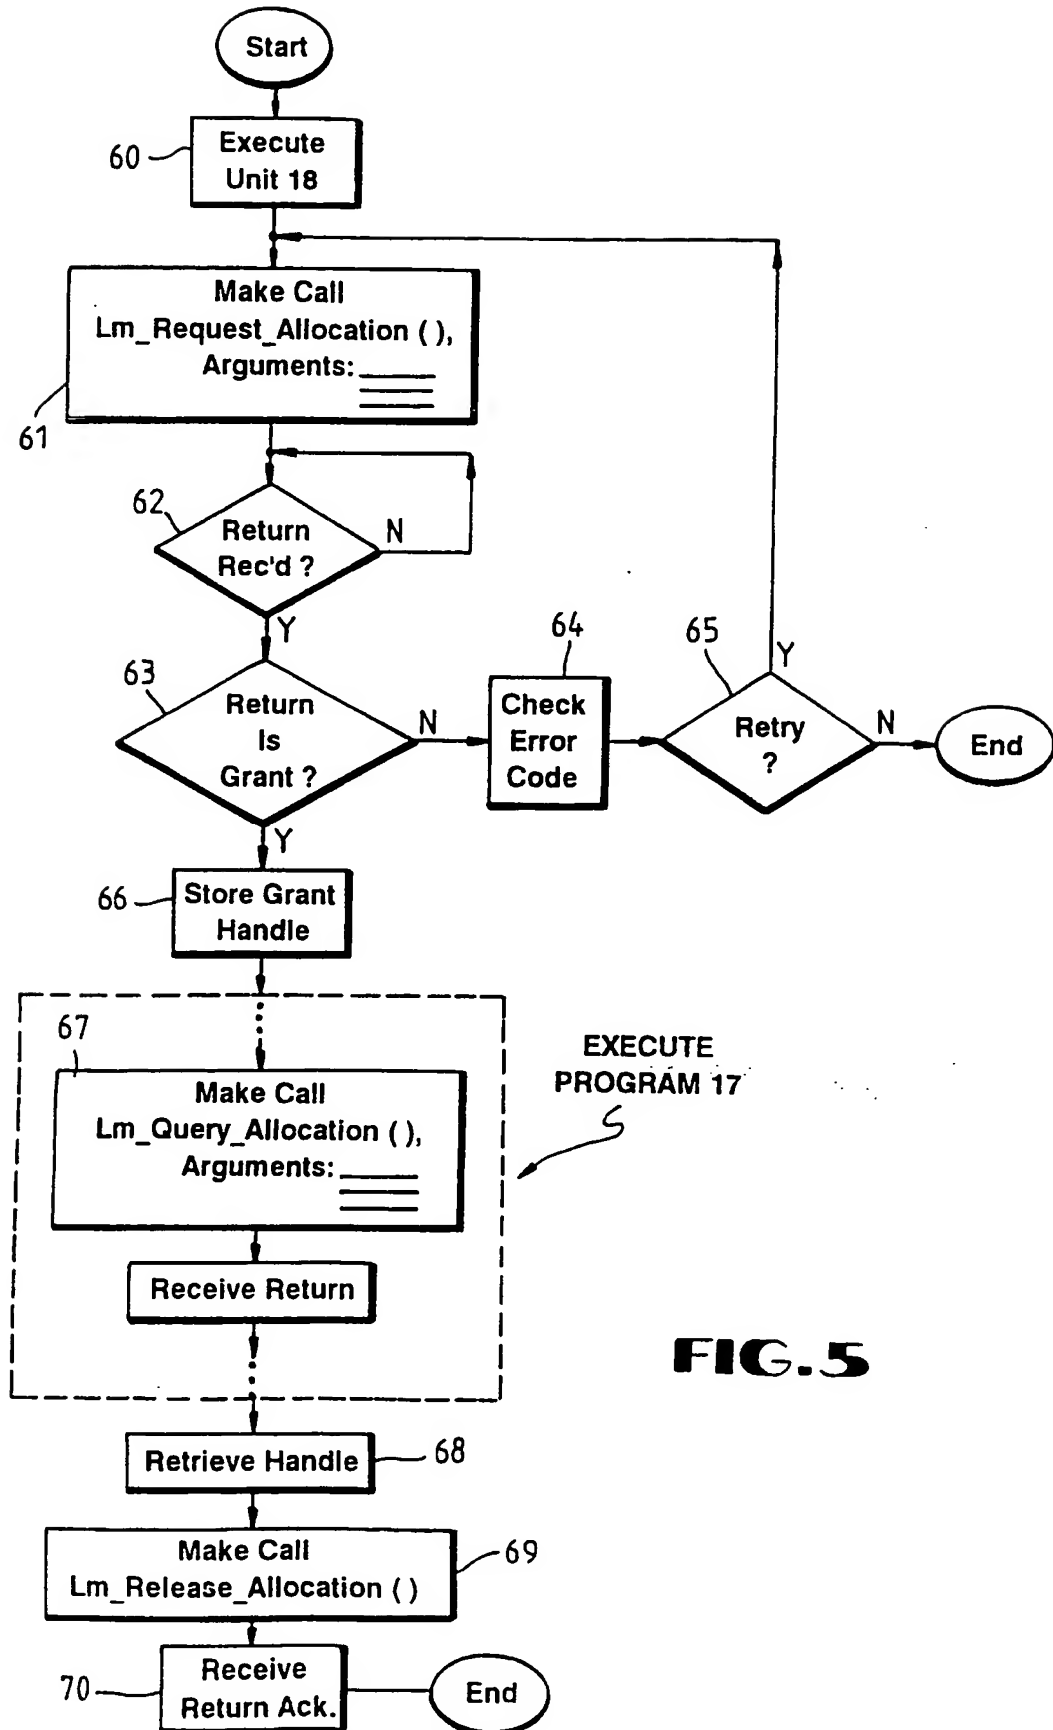 Start
60
Execute
Unit 18
Make Call
Lm_Request_Allocation ( ),
Arguments:
61
62
Return
Rec'd ?
N
Y
63
Return
Is
Grant ?
N
Y
64
Check
Error
Code
65
Retry
?
Y
N
End
66
Store Grant
Handle
67
Make Call
Lm_Query_Allocation ( ),
Arguments:
Receive Return
EXECUTE
PROGRAM 17
FIG.5
Retrieve Handle
68
Make Call
Lm_Release_Allocation ( )
69
70
Receive
Return Ack.
End